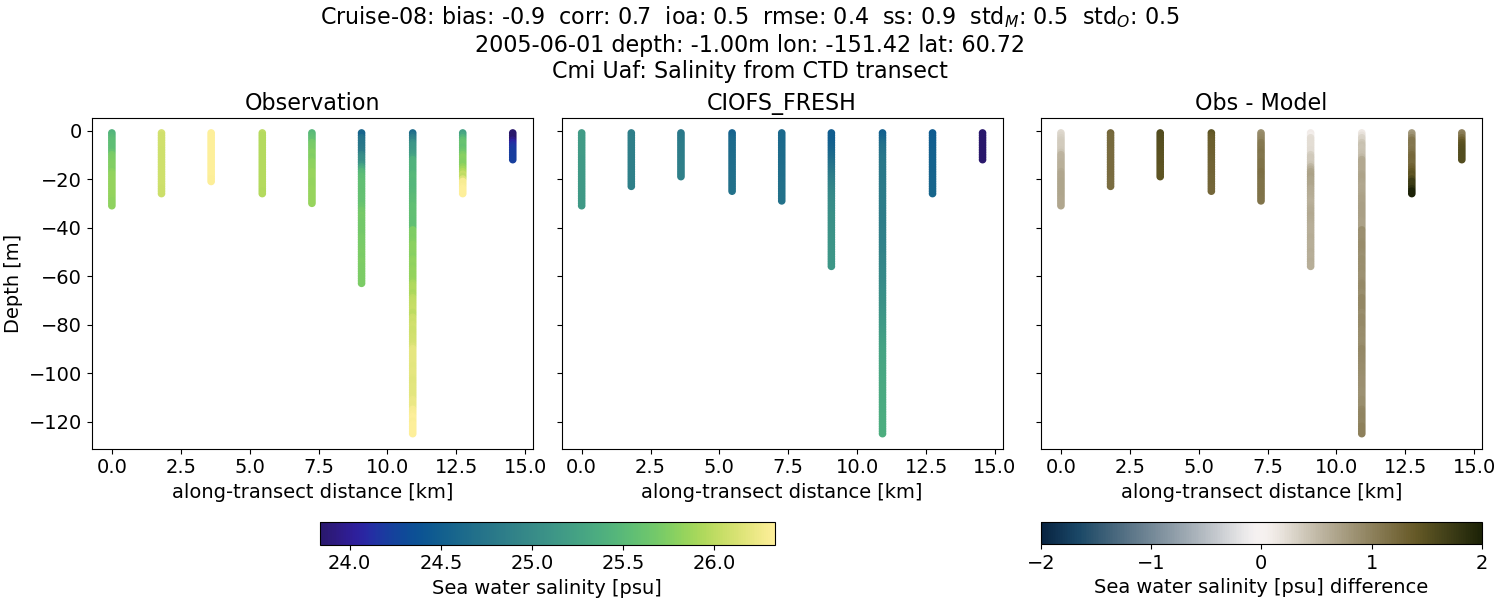 Cruise-08: bias: -0.9  corr: 0.7  ioa: 0.5  rmse: 0.4  ss: 0.9  std_M: 0.5  std_O: 0.5
2005-06-01 depth: -1.00m lon: -151.42 lat: 60.72
Cmi Uaf: Salinity from CTD transect
Observation
CIOFS_FRESH
Obs - Model
Depth [m]
0
−20
−40
−60
−80
−100
−120
0.0 2.5 5.0 7.5 10.0 12.5 15.0
0.0 2.5 5.0 7.5 10.0 12.5 15.0
0.0 2.5 5.0 7.5 10.0 12.5 15.0
along-transect distance [km]
along-transect distance [km]
along-transect distance [km]
24.0 24.5 25.0 25.5 26.0
Sea water salinity [psu]
−2 −1 0 1 2
Sea water salinity [psu] difference